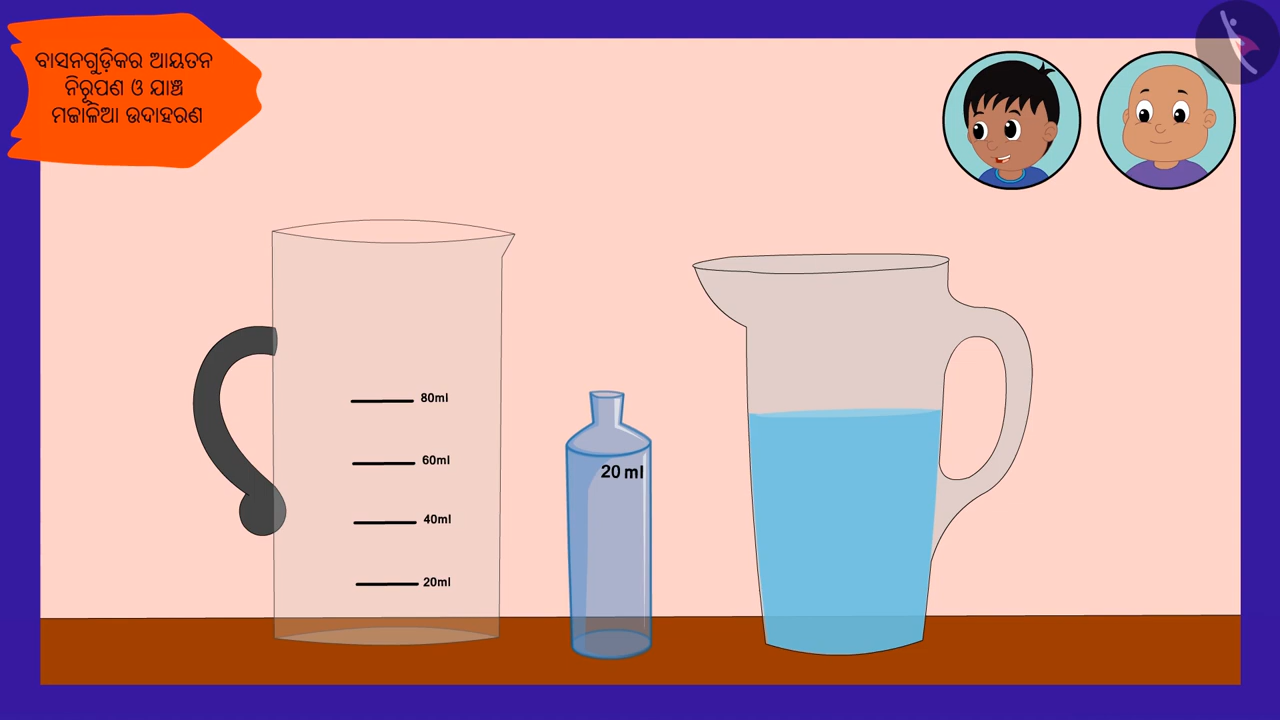 ବାସନଗୁଡ଼ିକର ଆୟତନ
ନିରୂପଣ ଓ ଯାଞ୍ଚ
ମଜାଳିଆ ଉଦାହରଣ
80ml
60ml
40ml
20ml
20 ml